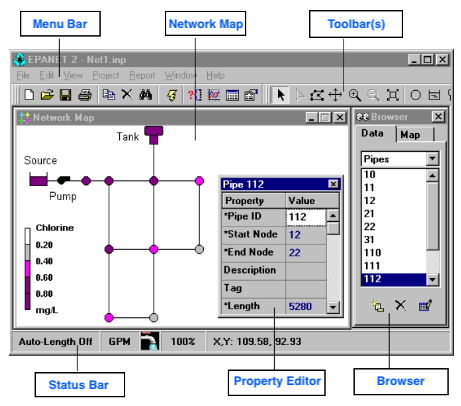 Menu Bar
Network Map
Toolbar(s)
EPANET 2 - Net1.inp
File Edit View Project Report Window Help
Network Map
Browser
Data
Map
Tank
Source
Pump
Pipes
10
11
12
21
22
31
110
111
112
Pipe 112
Property Value
*Pipe ID 112
*Start Node 12
*End Node 22
Description
Tag
*Length 5280
Chlorine
0.20
0.40
0.60
0.80
mg/L
Auto-Length Off GPM 100% X,Y: 109.58, 92.93
Status Bar
Property Editor
Browser